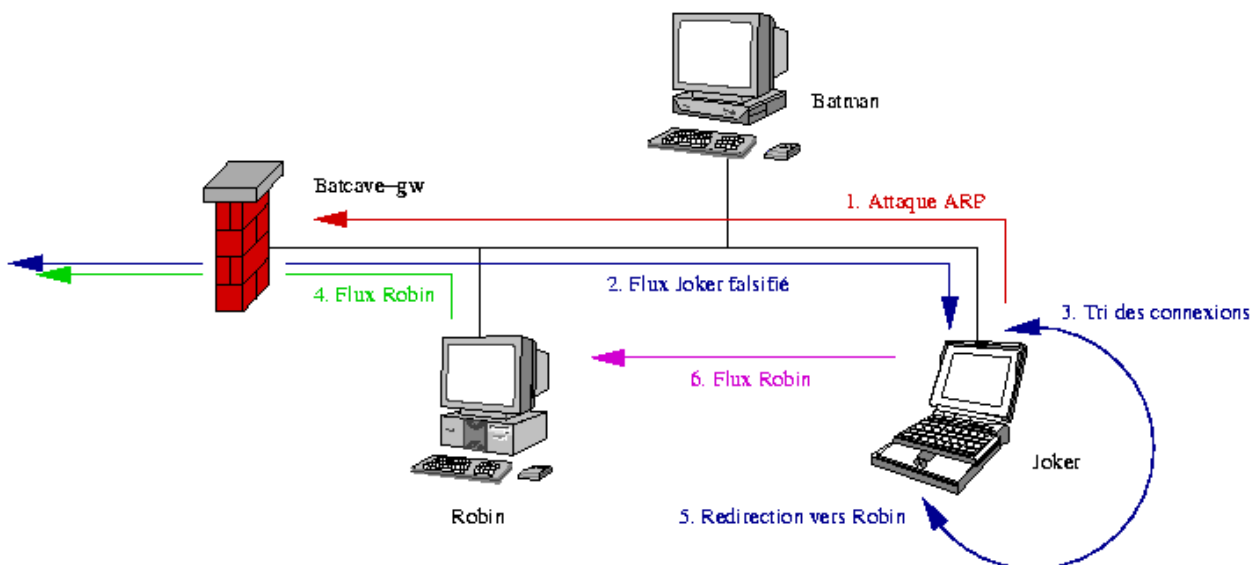 Batman
Batcave-gw
1. Attaque ARP
2. Flux Joker falsifié
4. Flux Robin
3. Tri des connexions
6. Flux Robin
Joker
Robin
5. Redirection vers Robin